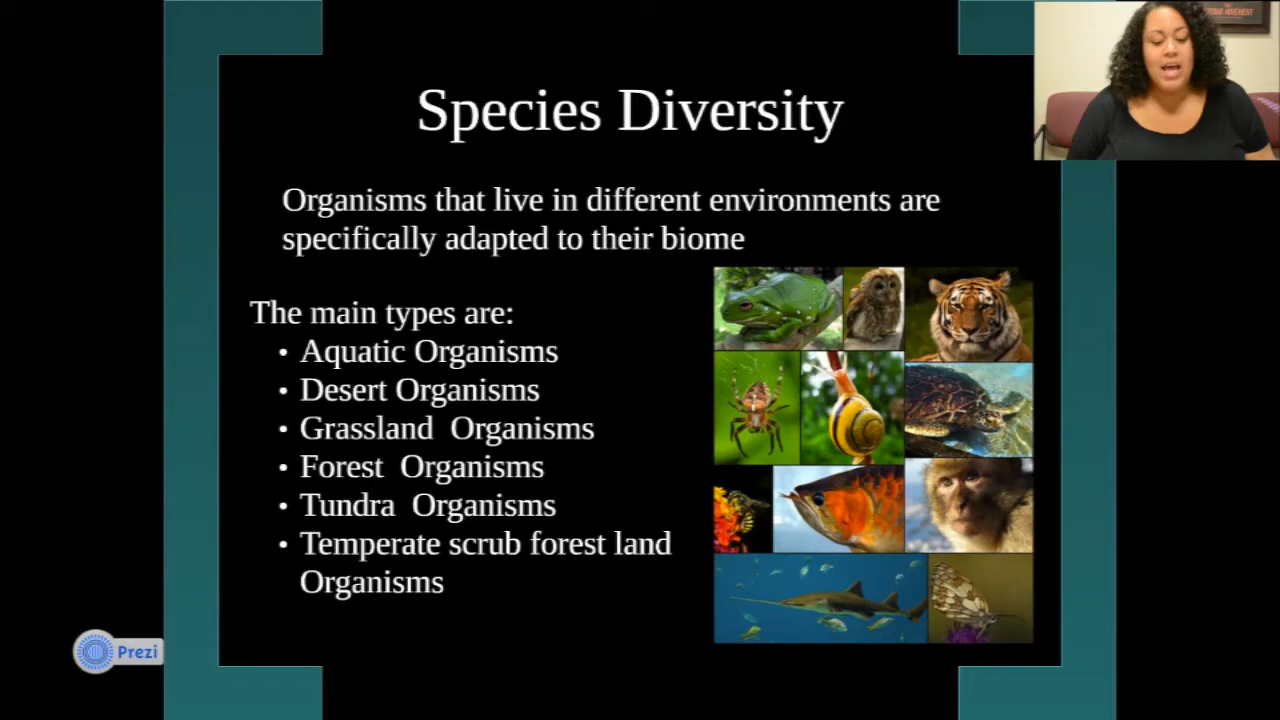 Species Diversity
Organisms that live in different environments are
specifically adapted to their biome
The main types are:
• Aquatic Organisms
• Desert Organisms
• Grassland  Organisms
• Forest  Organisms
• Tundra  Organisms
• Temperate scrub forest land
Organisms
Prezi